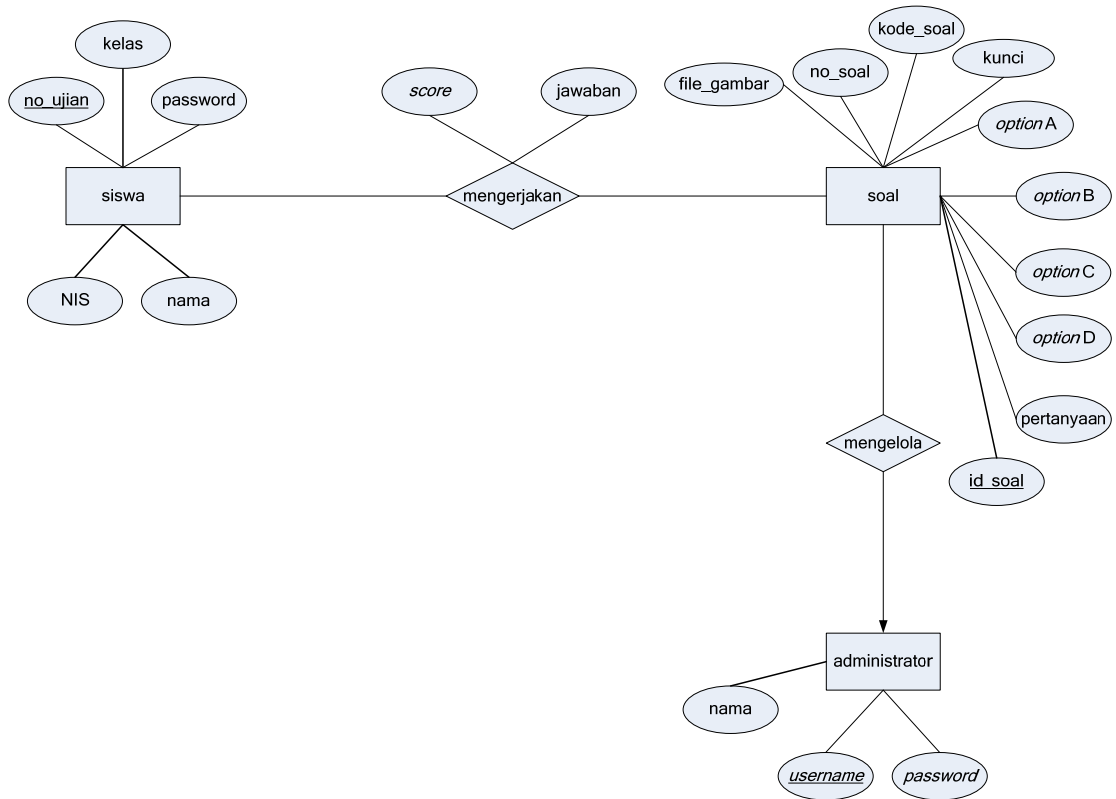 kelas
no_ujian
password
siswa
NIS
nama
score
jawaban
mengerjakan
file_gambar
no_soal
kode_soal
kunci
option A
soal
option B
option C
option D
pertanyaan
id_soal
mengelola
administrator
nama
username
password